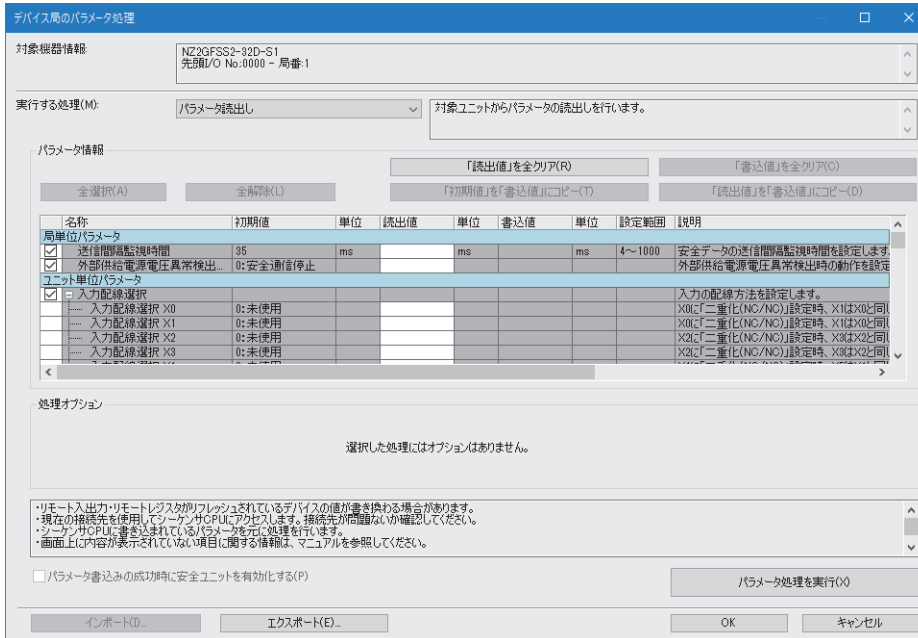 デバイス局のパラメータ処理
対象機器情報:
NZ2GFSS2-32D-S1
先頭I/O No:0000 - 局番:1
実行する処理(M):
パラメータ読出し
対象ユニットからパラメータの読出しを行います。
パラメータ情報
「読出値」を全クリア(R)
「書込値」を全クリア(C)
全選択(A)
全解除(L)
「初期値」を「書込値」にコピー(T)
「読出値」を「書込値」にコピー(D)
名称 初期値 単位 読出値 単位 書込値 単位 設定範囲 説明
局単位パラメータ
送信間隔監視時間 35 ms ms ms 4～1000 安全データの送信間隔監視時間を設定します.
外部供給電源電圧異常検出... 0:安全通信停止 外部供給電源電圧異常検出時の動作を設定
ユニット単位パラメータ
入力配線選択 入力の配線方法を設定します。
入力配線選択 X0 0:未使用 X0に「二重化(NC/NC)」設定時、X1はX0と同じ
入力配線選択 X1 0:未使用 X0に「二重化(NC/NC)」設定時、X1はX0と同じ
入力配線選択 X2 0:未使用 X2に「二重化(NC/NC)」設定時、X3はX2と同じ
入力配線選択 X3 0:未使用 X2に「二重化(NC/NC)」設定時、X3はX2と同じ
処理オプション
選択した処理にはオプションはありません。
・リモート入出力・リモートレジスタがリフレッシュされているデバイスの値が書き換わる場合があります。
・現在の接続先を使用してシーケンサCPUにアクセスします。接続先が問題ないか確認してください。
・シーケンサCPUに書き込まれているパラメータを元に処理を行います。
・画面上に内容が表示されていない項目に関する情報は、マニュアルを参照してください。
パラメータ書込みの成功時に安全ユニットを有効化する(P)
パラメータ処理を実行(X)
インポート(I)...
エクスポート(E)...
OK
キャンセル